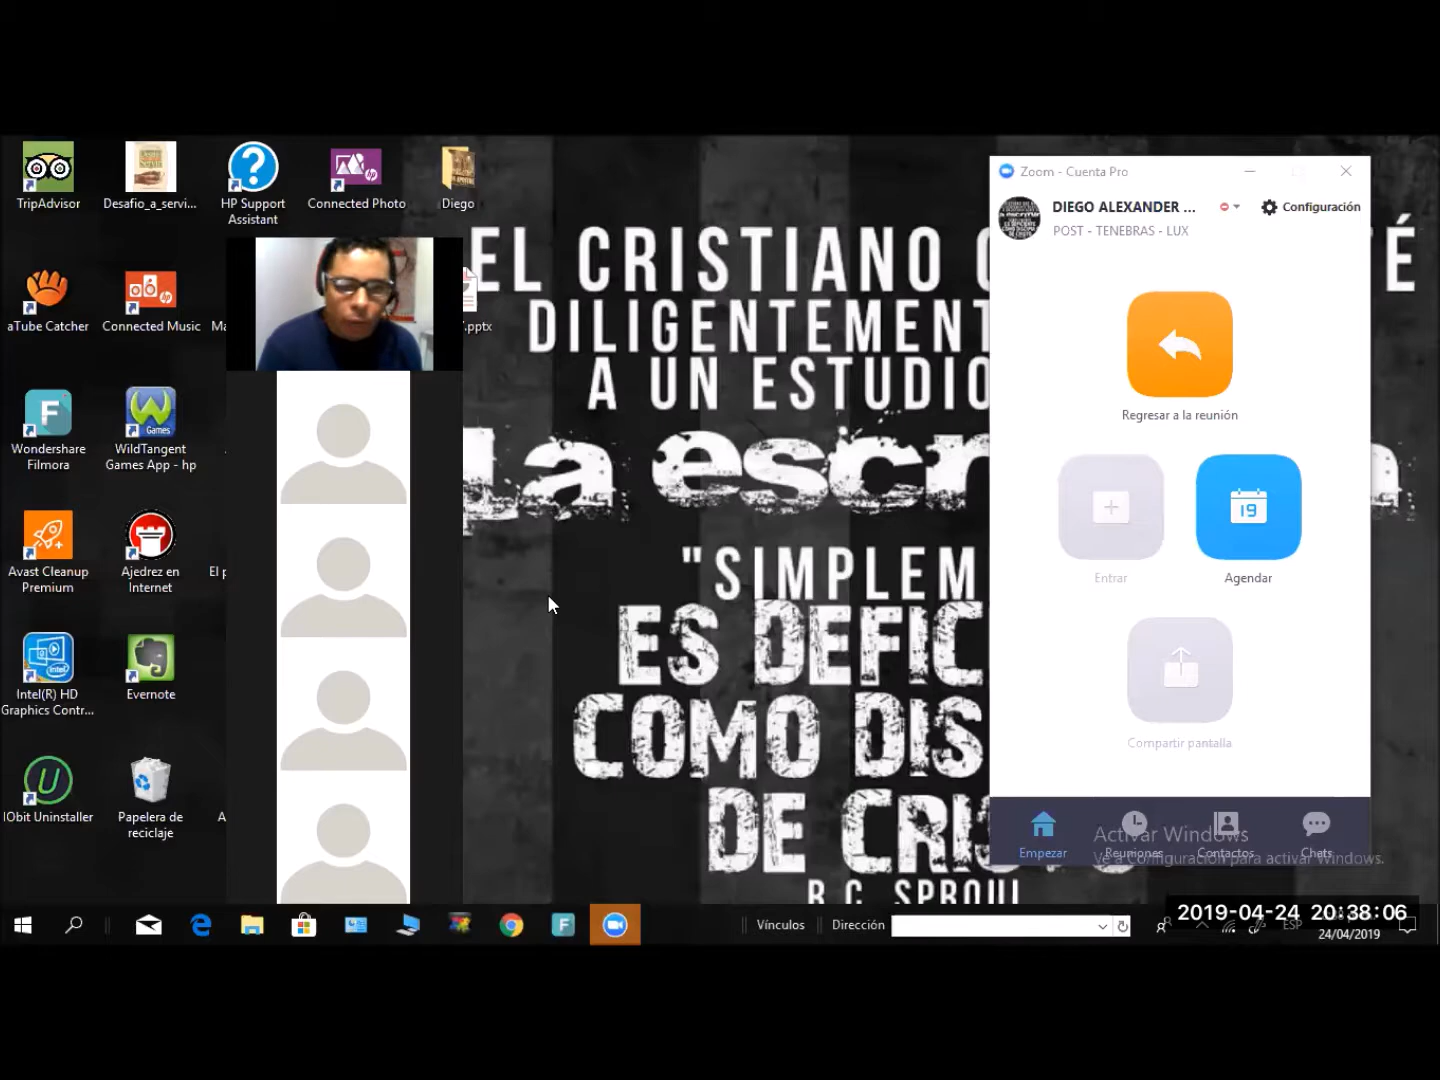 TripAdvisor
Desafio_a_servi...
HP Support
Assistant
Connected Photo
Diego
aTube Catcher
Connected Music
Ma
.pptx
Wondershare
Filmora
WildTangent
Games App - hp
Avast Cleanup
Premium
Ajedrez en
Internet
El p
Intel(R) HD
Graphics Contr...
Evernote
IObit Uninstaller
Papelera de
reciclaje
A
EL CRISTIANO
É
DILIGENTEMENT
A UN ESTUDIO
La escr
"SIMPLEM
ES DEFIC
COMO DIS
DE CRIS
R.C. SPROUL
Zoom - Cuenta Pro
DIEGO ALEXANDER ...
Configuración
POST - TENEBRAS - LUX
Regresar a la reunión
Entrar
19
Agendar
Compartir pantalla
Empezar
Reuniones
Contactos
Chats
Activar Windows
Ve a Configuración para activar Windows.
Vínculos
Dirección
2019-04-24 20:38:06
ESP
24/04/2019